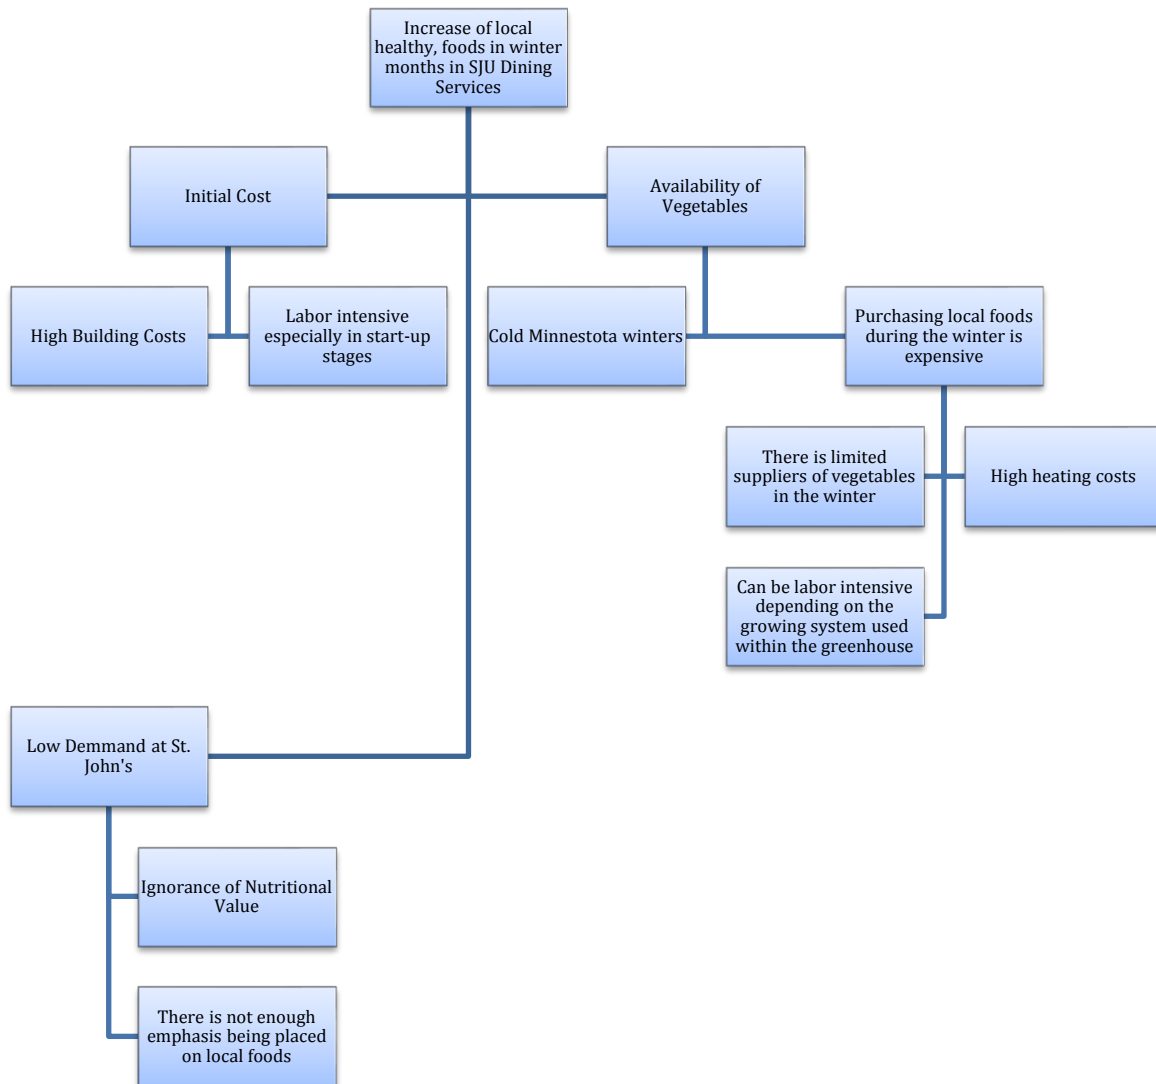 Increase of local
healthy, foods in winter
months in SJU Dining
Services
Initial Cost
Availability of
Vegetables
High Building Costs
Labor intensive
especially in start-up
stages
Cold Minnestota winters
Purchasing local foods
during the winter is
expensive
There is limited
suppliers of vegetables
in the winter
High heating costs
Can be labor intensive
depending on the
growing system used
within the greenhouse
Low Demmand at St.
John's
Ignorance of Nutritional
Value
There is not enough
emphasis being placed
on local foods